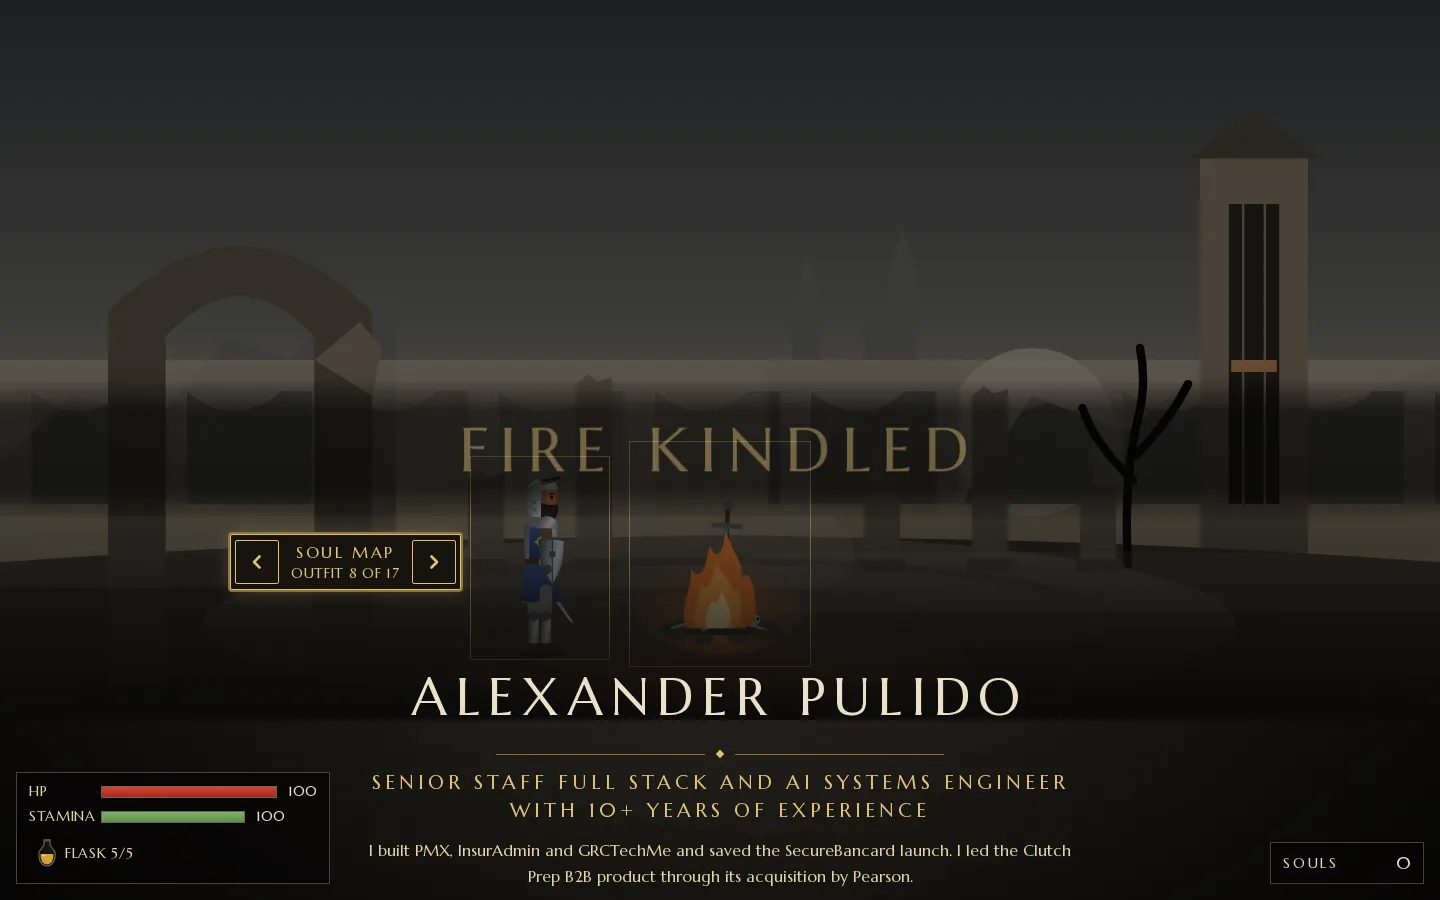 FIRE KINDLED
SOUL MAP
OUTFIT 8 OF 17
ALEXANDER PULIDO
SENIOR STAFF FULL STACK AND AI SYSTEMS ENGINEER
WITH 10+ YEARS OF EXPERIENCE
I built PMX, InsurAdmin and GRCTechMe and saved the SecureBancard launch. I led the Clutch
Prep B2B product through its acquisition by Pearson.
HP 100
STAMINA 100
FLASK 5/5
SOULS 0